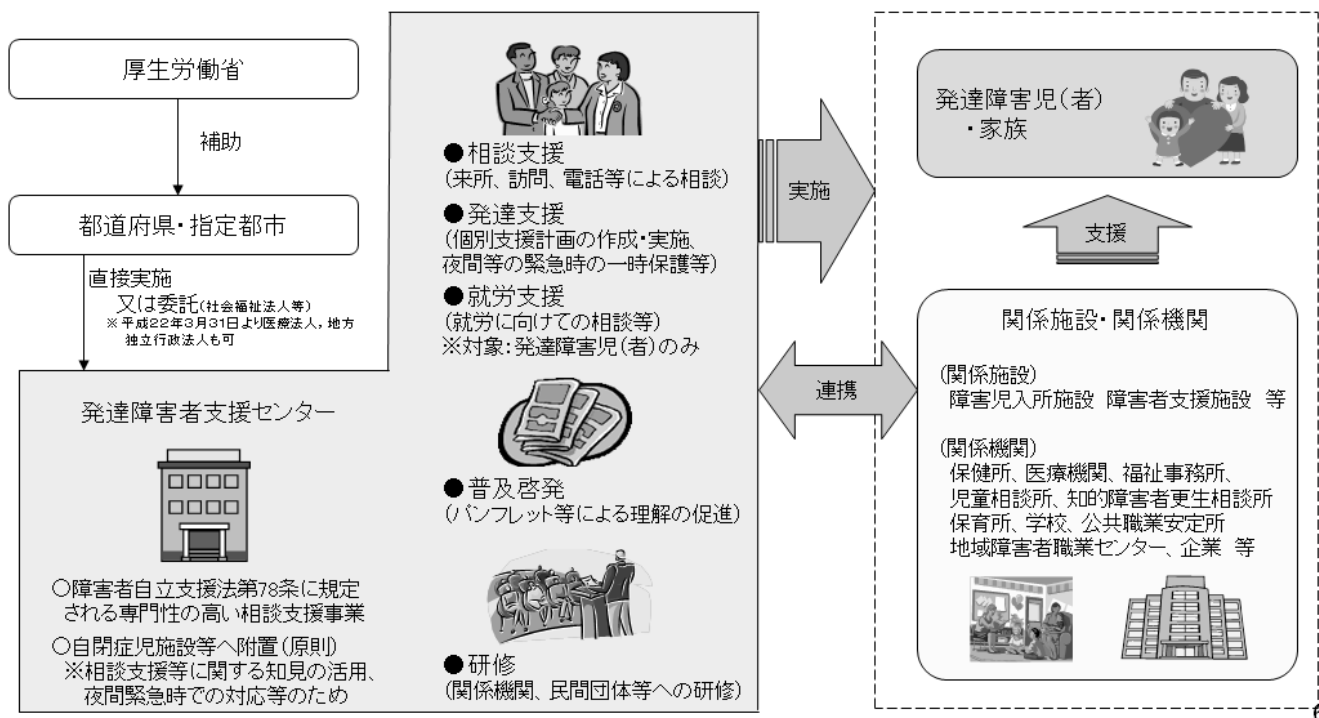 厚生労働省
補助
都道府県・指定都市
直接実施
又は委託(社会福祉法人等)
※平成22年3月31日より医療法人，地方
独立行政法人も可
発達障害者支援センター
○障害者自立支援法第78条に規定
される専門性の高い相談支援事業
○自閉症児施設等へ附置(原則)
※相談支援等に関する知見の活用、
夜間緊急時での対応等のため
●相談支援
(来所、訪問、電話等による相談)
●発達支援
(個別支援計画の作成・実施、
夜間等の緊急時の一時保護等)
●就労支援
(就労に向けての相談等)
※対象：発達障害児(者)のみ
●普及啓発
(パンフレット等による理解の促進)
●研修
(関係機関、民間団体等への研修)
実施
連携
発達障害児(者)
・家族
支援
関係施設・関係機関
(関係施設)
障害児入所施設 障害者支援施設 等
(関係機関)
保健所、医療機関、福祉事務所、
児童相談所、知的障害者更生相談所
保育所、学校、公共職業安定所
地域障害者職業センター、企業 等
6